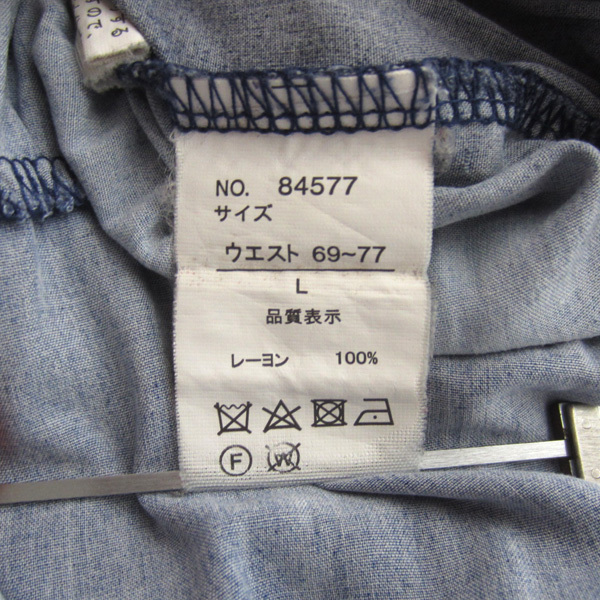 NO. 84577
サイズ
ウエスト 69~77
L
品質表示
レーヨン 100%
F
W